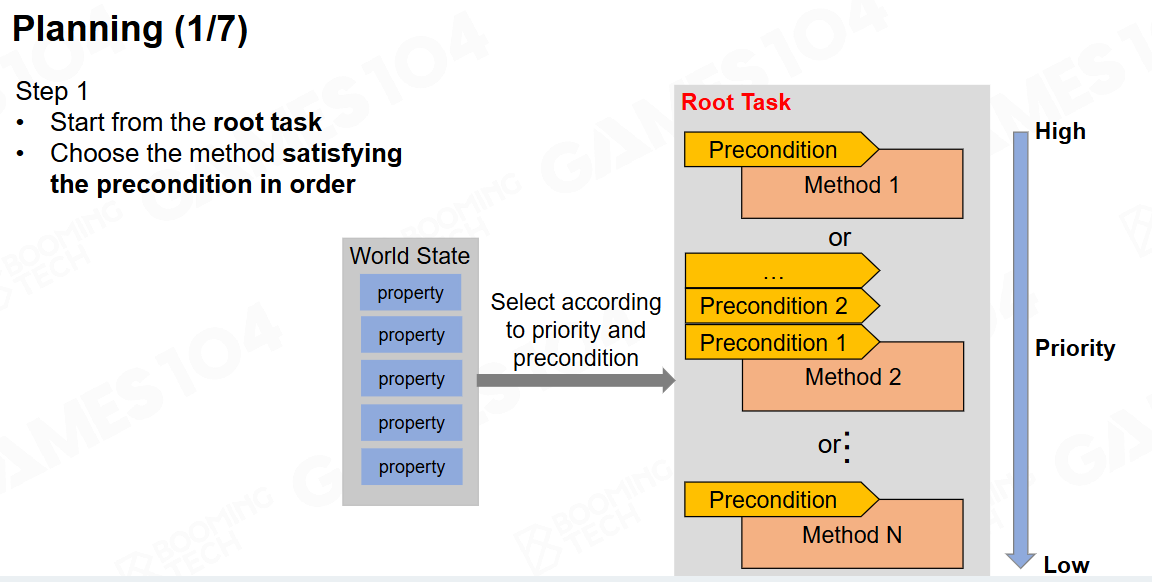 Planning (1/7)
Step 1
• Start from the root task
• Choose the method satisfying
the precondition in order
World State
property
property
property
property
property
Select according
to priority and
precondition
Root Task
Precondition
Method 1
or
...
Precondition 2
Precondition 1
Method 2
or⋮
Precondition
Method N
High
Priority
Low
GAMES104
BOOMING
TECH